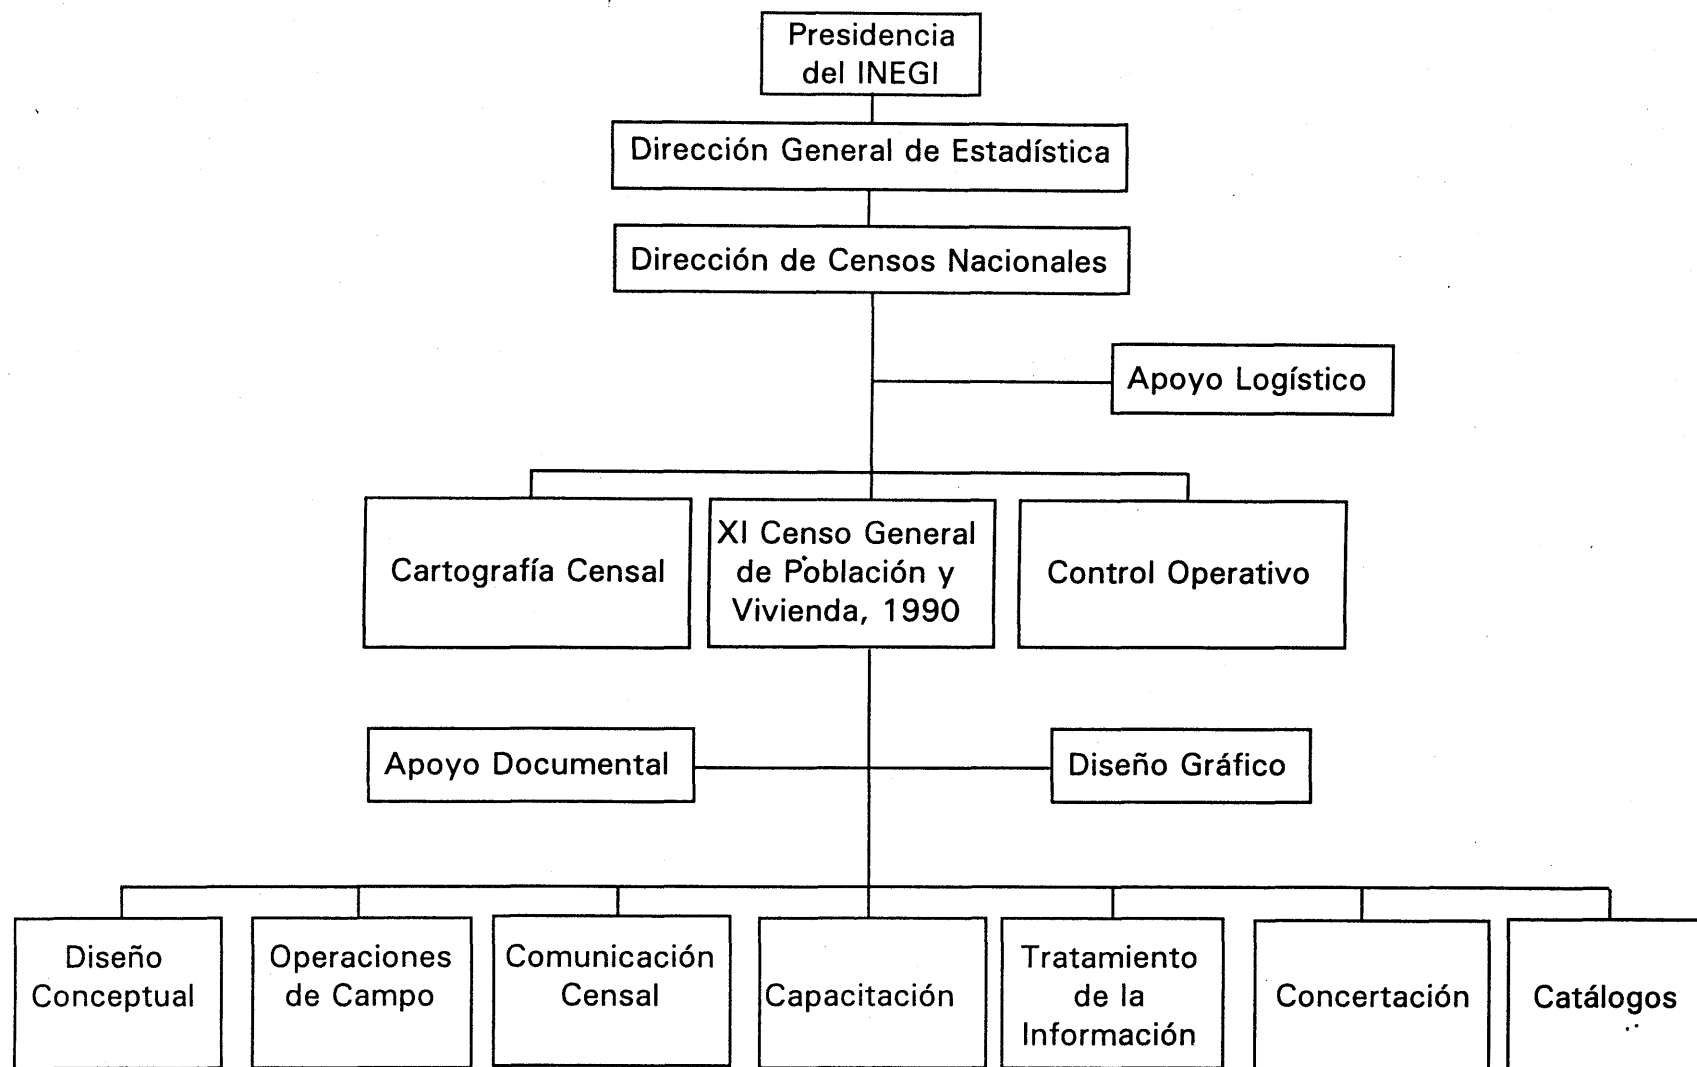 Presidencia
del INEGI
Dirección General de Estadística
Dirección de Censos Nacionales
Apoyo Logístico
Cartografía Censal
XI Censo General
de Población y
Vivienda, 1990
Control Operativo
Apoyo Documental
Diseño Gráfico
Diseño
Conceptual
Operaciones
de Campo
Comunicación
Censal
Capacitación
Tratamiento
de la
Información
Concertación
Catálogos